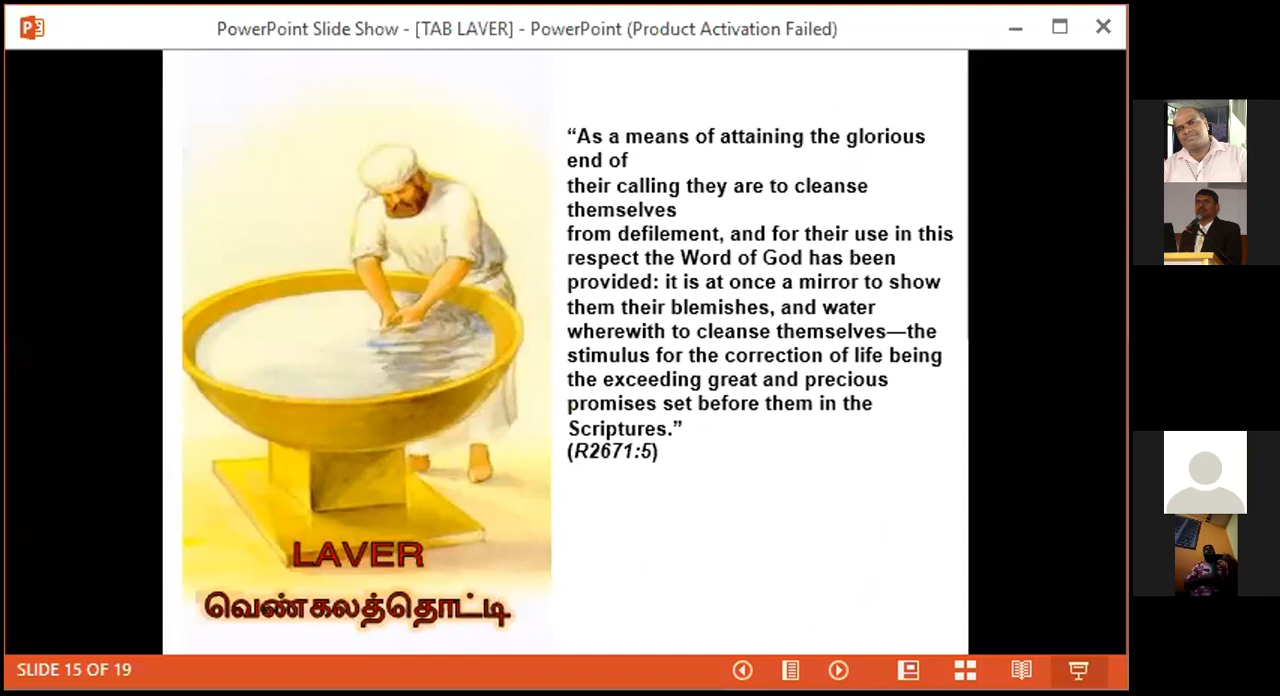 PowerPoint Slide Show - [TAB LAVER] - PowerPoint (Product Activation Failed)
“As a means of attaining the glorious
end of
their calling they are to cleanse
themselves
from defilement, and for their use in this
respect the Word of God has been
provided: it is at once a mirror to show
them their blemishes, and water
wherewith to cleanse themselves—the
stimulus for the correction of life being
the exceeding great and precious
promises set before them in the
Scriptures.”
(R2671:5)
LAVER
வெண்கலத்தொட்டி
SLIDE 15 OF 19